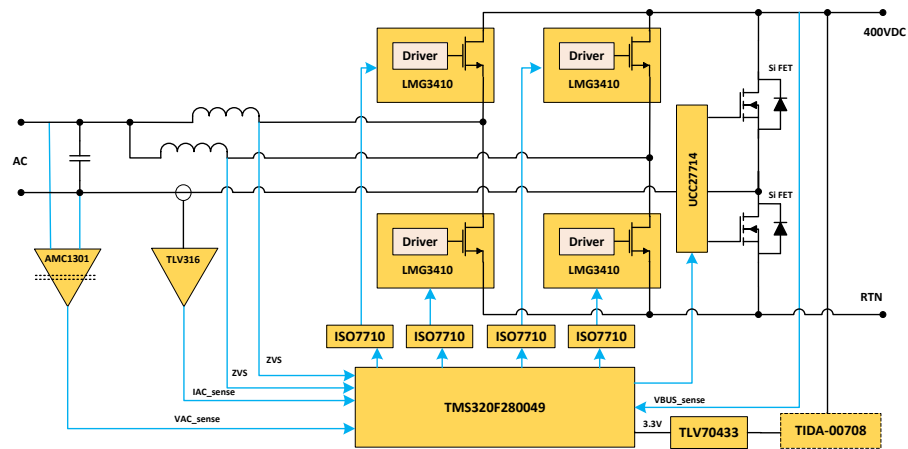 400VDC
Driver
LMG3410
Driver
LMG3410
Si FET
AC
UCC27714
Si FET
Driver
LMG3410
Driver
LMG3410
AMC1301
TLV316
RTN
ISO7710
ISO7710
ISO7710
ISO7710
ZVS
ZVS
IAC_sense
VAC_sense
TMS320F280049
VBUS_sense
3.3V
TLV70433
TIDA-00708